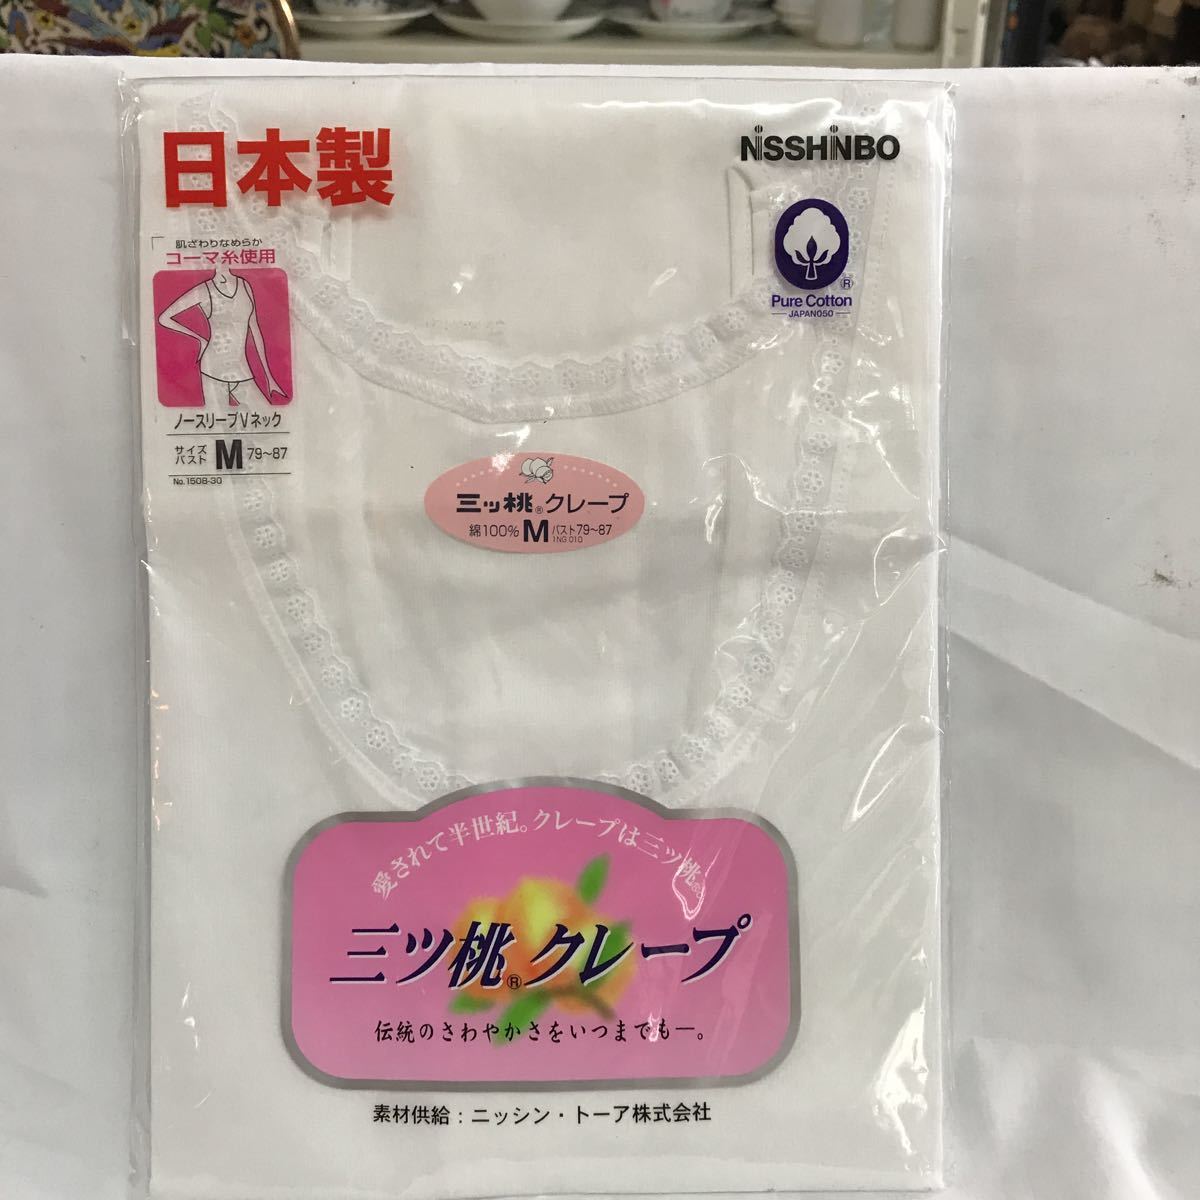 日本製
NISSHINBO
肌ざわりなめらか
コーマ糸使用
Pure Cotton
JAPAN050
ノースリーブVネック
サイズ バスト M 79～87
No.1508-30
三ッ桃®クレープ
綿100% M バスト79～87
1NG 010
愛されて半世紀。クレープは三ツ桃®。
三ツ桃®クレープ
伝統のさわやかさをいつまでも―。
素材供給：ニッシン・トーア株式会社